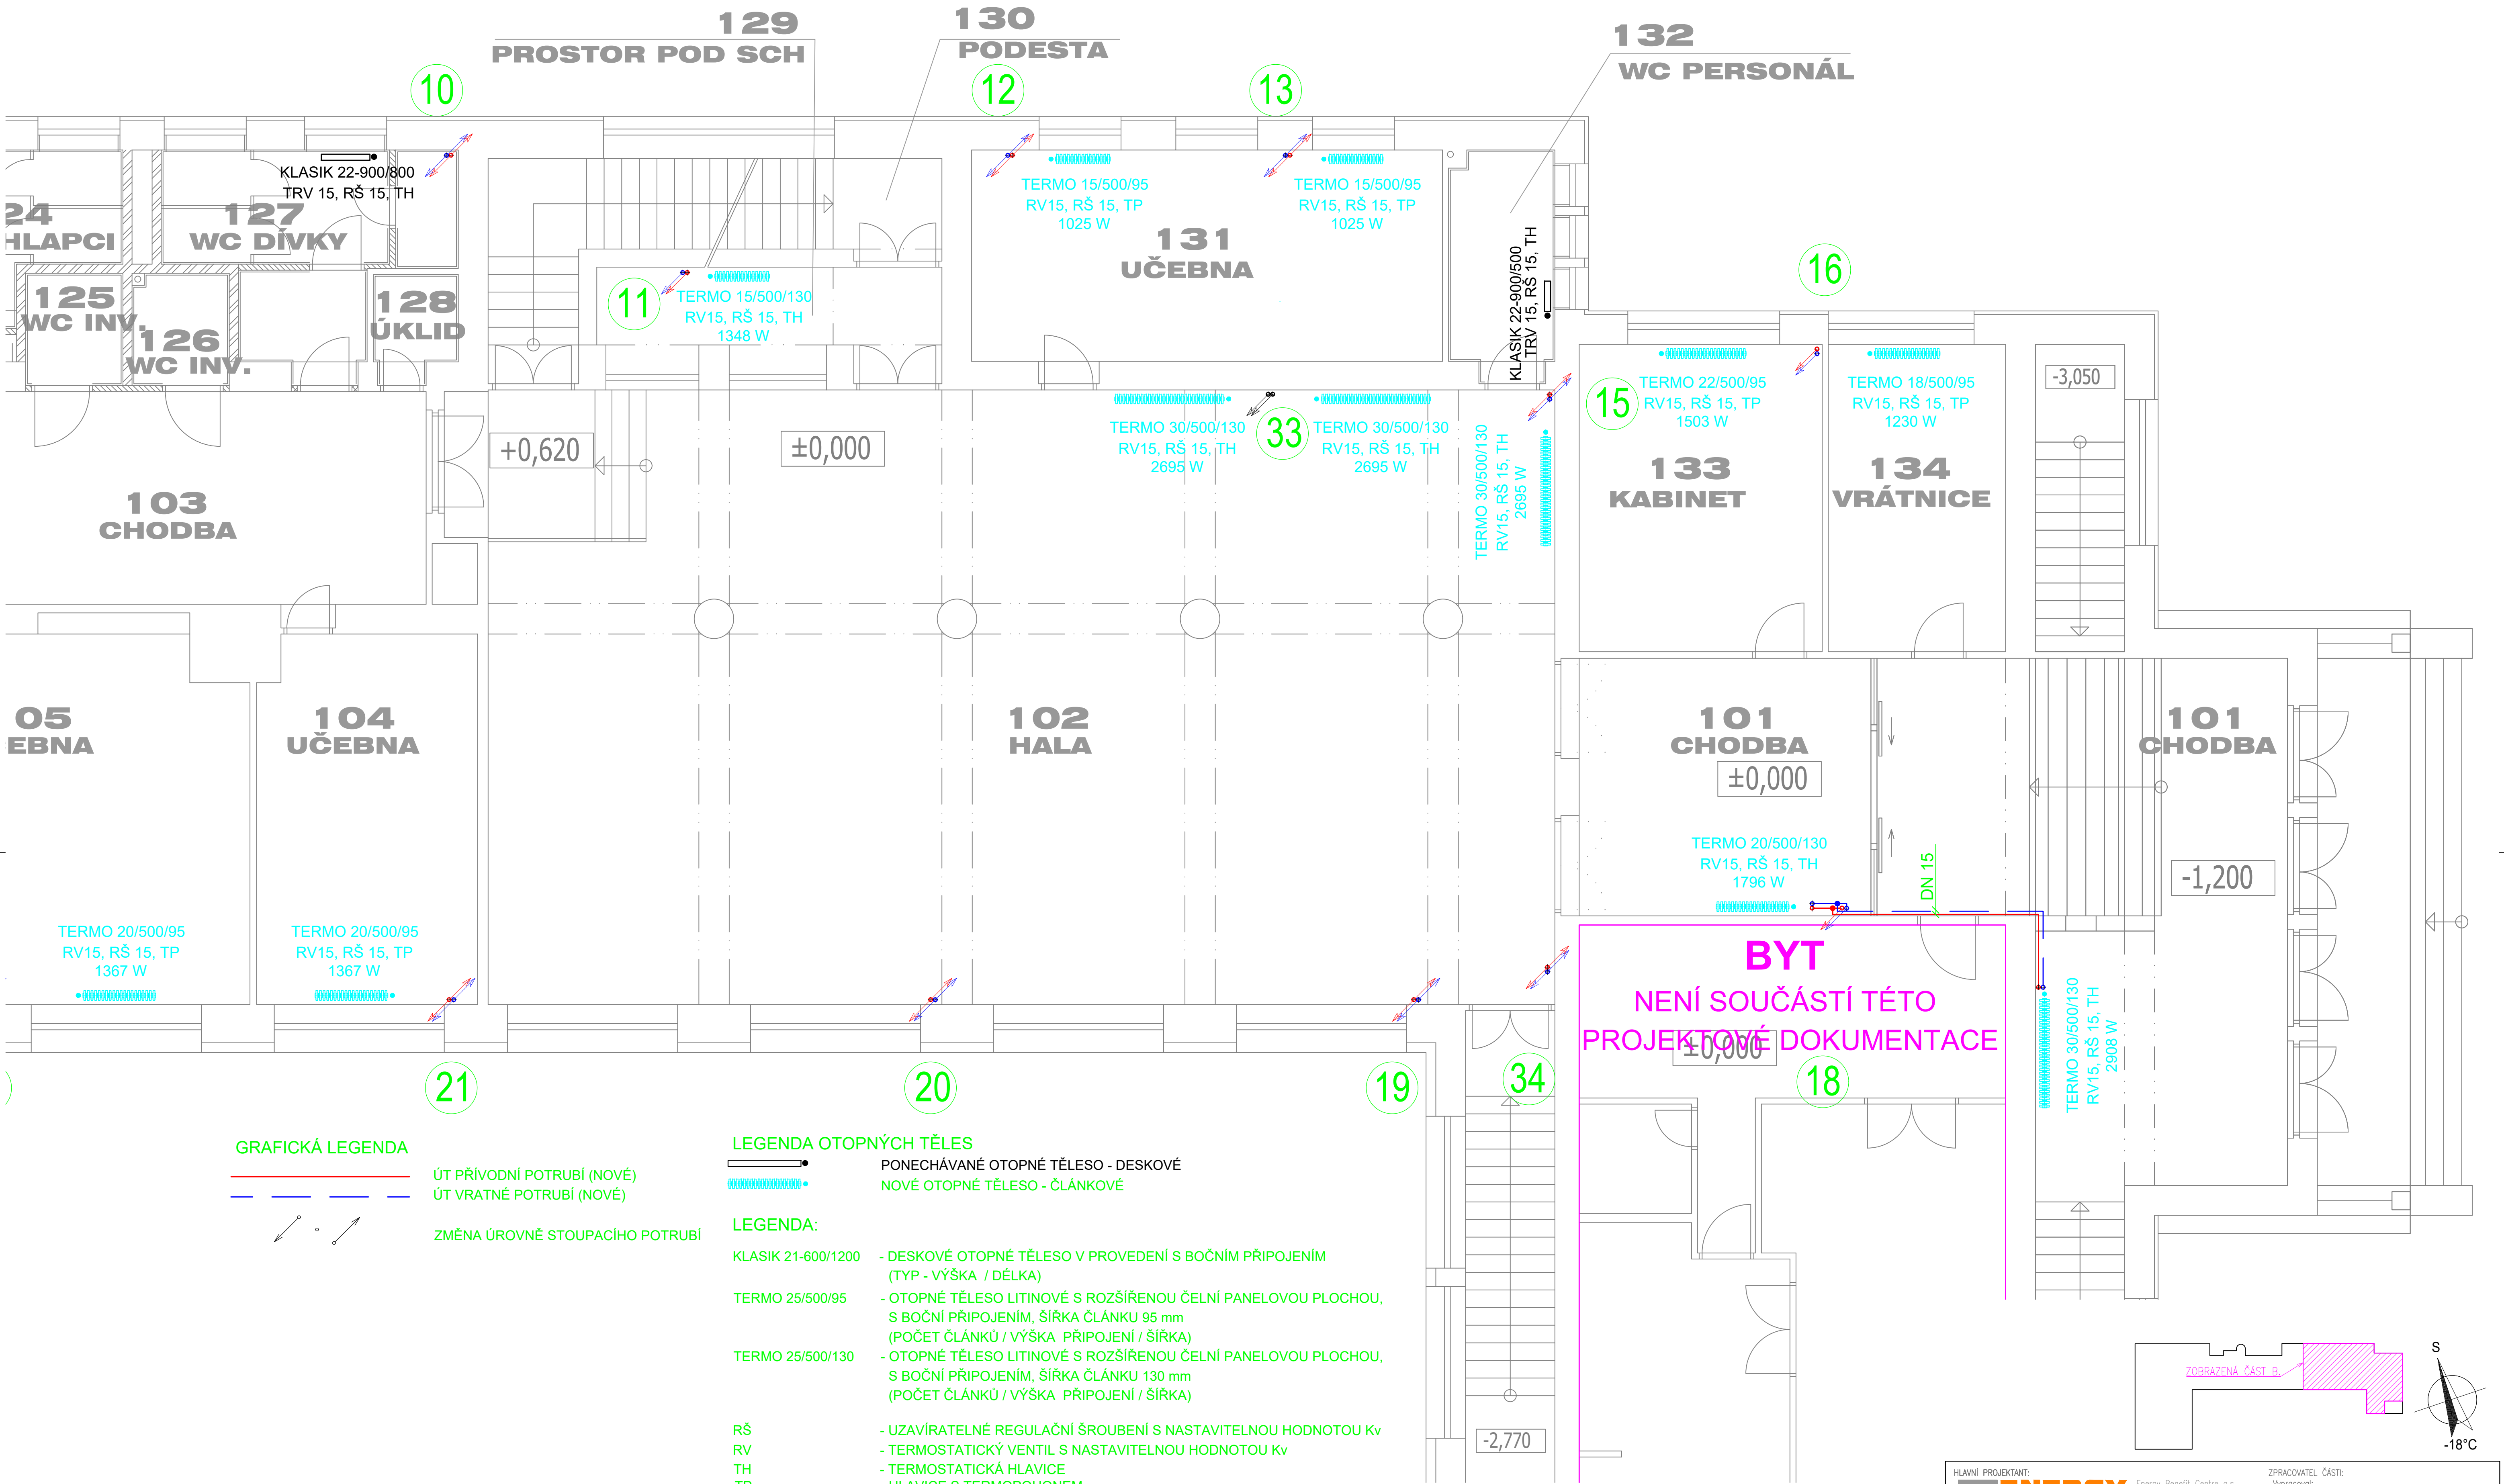 129
PROSTOR POD SCH
130
PODESTA
132
WC PERSONÁL
10
12
13
KLASIK 22-900/800
TRV 15, RŠ 15, TH
24
HLAPCI
127
WC DÍVKY
125
WC INV.
126
WC INV.
128
ÚKLID
11
TERMO 15/500/130
RV15, RŠ 15, TH
1348 W
TERMO 15/500/95
RV15, RŠ 15, TP
1025 W
TERMO 15/500/95
RV15, RŠ 15, TP
1025 W
131
UČEBNA
KLASIK 22-900/500
TRV 15, RŠ 15, TH
16
15
TERMO 22/500/95
RV15, RŠ 15, TP
1503 W
TERMO 18/500/95
RV15, RŠ 15, TP
1230 W
-3,050
133
KABINET
134
VRÁTNICE
+0,620
±0,000
TERMO 30/500/130
RV15, RŠ 15, TH
2695 W
33
TERMO 30/500/130
RV15, RŠ 15, TH
2695 W
TERMO 30/500/130
RV15, RŠ 15, TH
2695 W
103
CHODBA
05
EBNA
104
UČEBNA
102
HALA
101
CHODBA
±0,000
101
CHODBA
TERMO 20/500/130
RV15, RŠ 15, TH
1796 W
DN 15
-1,200
TERMO 20/500/95
RV15, RŠ 15, TP
1367 W
TERMO 20/500/95
RV15, RŠ 15, TP
1367 W
BYT
NENÍ SOUČÁSTÍ TÉTO
PROJEKTOVÉ DOKUMENTACE
±0,000
TERMO 30/500/130
RV15, RŠ 15, TH
2908 W
21
20
19
34
18
GRAFICKÁ LEGENDA
ÚT PŘÍVODNÍ POTRUBÍ (NOVÉ)
ÚT VRATNÉ POTRUBÍ (NOVÉ)
ZMĚNA ÚROVNĚ STOUPACÍHO POTRUBÍ
LEGENDA OTOPNÝCH TĚLES
PONECHÁVANÉ OTOPNÉ TĚLESO - DESKOVÉ
NOVÉ OTOPNÉ TĚLESO - ČLÁNKOVÉ
LEGENDA:
KLASIK 21-600/1200 - DESKOVÉ OTOPNÉ TĚLESO V PROVEDENÍ S BOČNÍM PŘIPOJENÍM
(TYP - VÝŠKA / DÉLKA)
TERMO 25/500/95 - OTOPNÉ TĚLESO LITINOVÉ S ROZŠÍŘENOU ČELNÍ PANELOVOU PLOCHOU,
S BOČNÍ PŘIPOJENÍM, ŠÍŘKA ČLÁNKU 95 mm
(POČET ČLÁNKŮ / VÝŠKA PŘIPOJENÍ / ŠÍŘKA)
TERMO 25/500/130 - OTOPNÉ TĚLESO LITINOVÉ S ROZŠÍŘENOU ČELNÍ PANELOVOU PLOCHOU,
S BOČNÍ PŘIPOJENÍM, ŠÍŘKA ČLÁNKU 130 mm
(POČET ČLÁNKŮ / VÝŠKA PŘIPOJENÍ / ŠÍŘKA)
RŠ - UZAVÍRATELNÉ REGULAČNÍ ŠROUBENÍ S NASTAVITELNOU HODNOTOU Kv
RV - TERMOSTATICKÝ VENTIL S NASTAVITELNOU HODNOTOU Kv
TH - TERMOSTATICKÁ HLAVICE
TP - HLAVICE S TERMOPOHONEM
-2,770
ZOBRAZENÁ ČÁST B.
S
-18°C
HLAVNÍ PROJEKTANT:
ENERGY
Energy Benefit Centre a.s.
ZPRACOVATEL ČÁSTI:
Vypracoval: